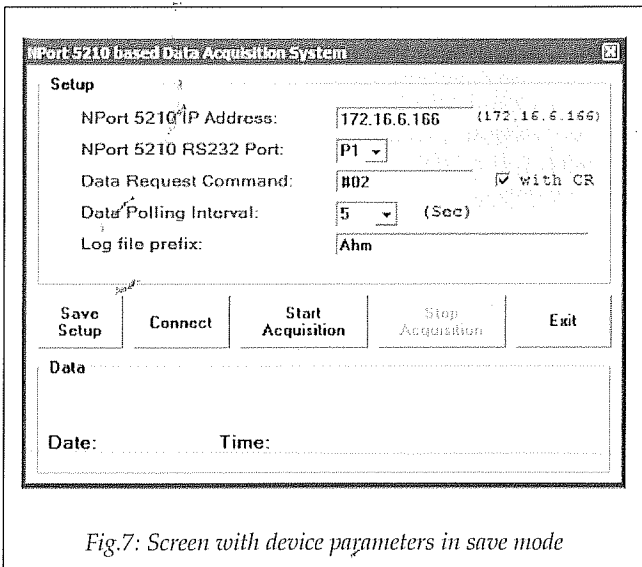 NPort 5210 based Data Acquisition System
Setup
NPort 5210 IP Address: 172.16.6.166 (172.16.6.166)
NPort 5210 RS232 Port: P1
Data Request Command: #02 with CR
Data Polling Interval: 5 (Sec)
Log file prefix: Ahm
Save Setup Connect Start Acquisition Stop Acquisition Exit
Data
Date: Time:
Fig.7: Screen with device parameters in save mode